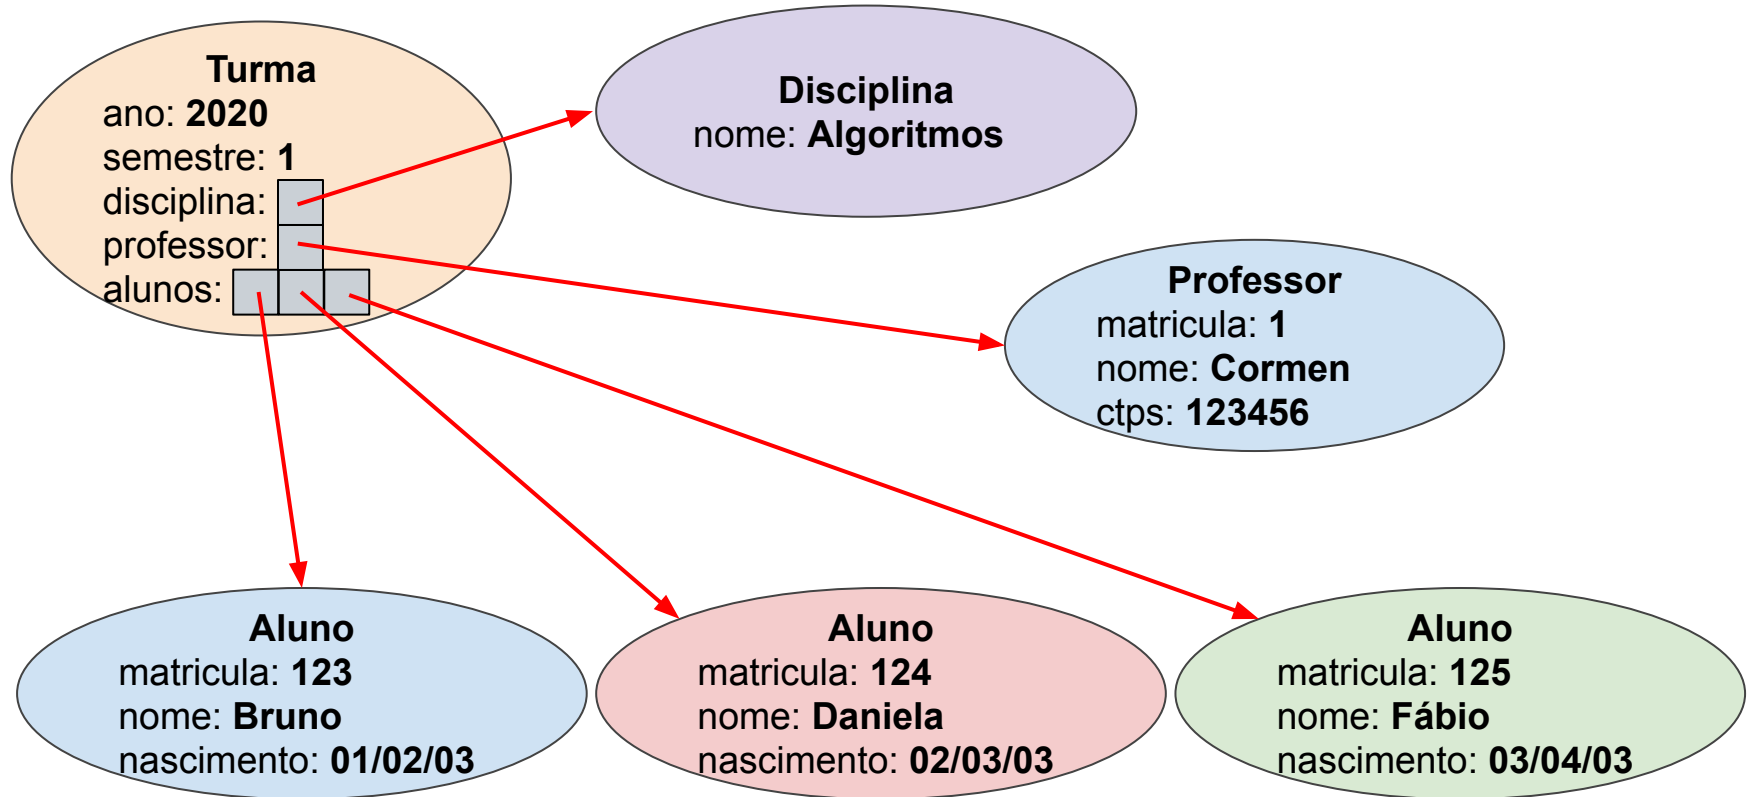 Turma
ano: 2020
semestre: 1
disciplina:
professor:
alunos:
Disciplina
nome: Algoritmos
Professor
matricula: 1
nome: Cormen
ctps: 123456
Aluno
matricula: 123
nome: Bruno
nascimento: 01/02/03
Aluno
matricula: 124
nome: Daniela
nascimento: 02/03/03
Aluno
matricula: 125
nome: Fábio
nascimento: 03/04/03